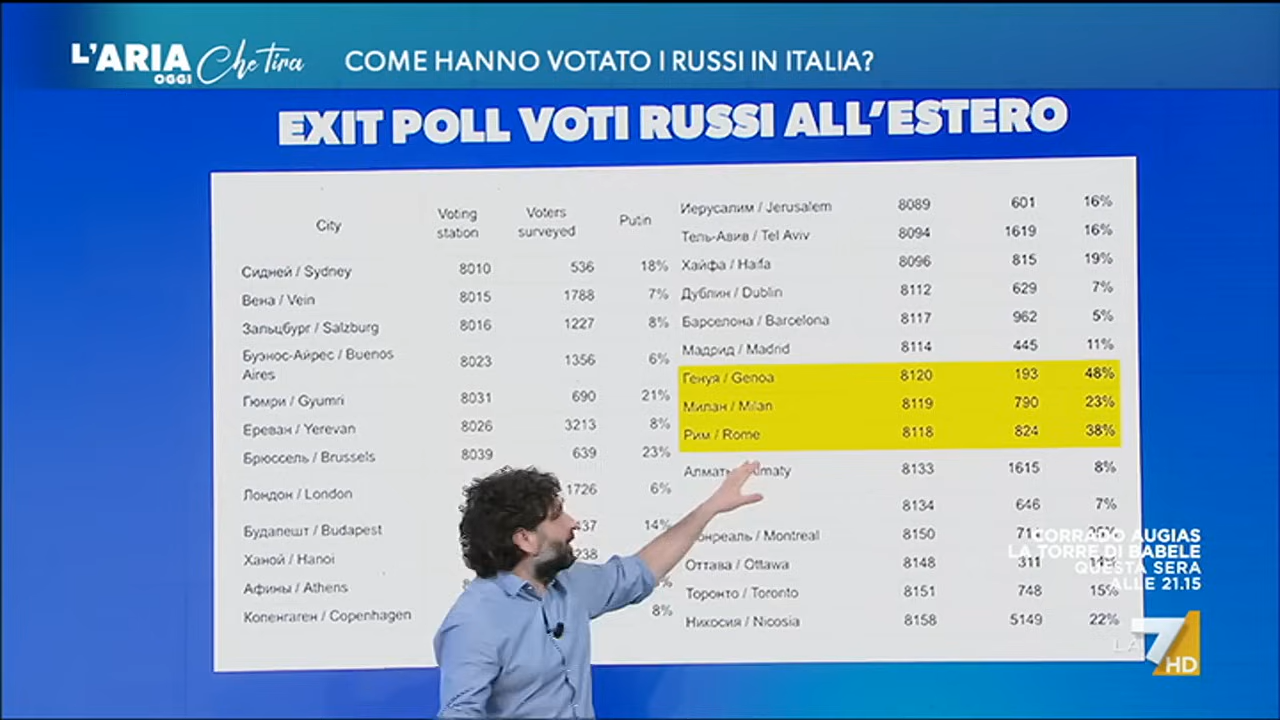 L'ARIA Che tira
OGGI
COME HANNO VOTATO I RUSSI IN ITALIA?
EXIT POLL VOTI RUSSI ALL'ESTERO
City Voting station Voters surveyed Putin
Сидней / Sydney 8010 536 18%
Вена / Vein 8015 1788 7%
Зальцбург / Salzburg 8016 1227 8%
Буэнос-Айрес / Buenos Aires 8023 1356 6%
Гюмри / Gyumri 8031 690 21%
Ереван / Yerevan 8026 3213 8%
Брюссель / Brussels 8039 639 23%
Лондон / London 1726 6%
Будапешт / Budapest 14%
Ханой / Hanoi
Афины / Athens
Копенгаген / Copenhagen 8%
Иерусалим / Jerusalem 8089 601 16%
Тель-Авив / Tel Aviv 8094 1619 16%
Хайфа / Haifa 8096 815 19%
Дублин / Dublin 8112 629 7%
Барселона / Barcelona 8117 962 5%
Мадрид / Madrid 8114 445 11%
Генуя / Genoa 8120 193 48%
Милан / Milan 8119 790 23%
Рим / Rome 8118 824 38%
8133 1615 8%
8134 646 7%
/ Montreal 8150
Оттава / Ottawa 8148 311
Торонто / Toronto 8151 748 15%
Никосия / Nicosia 8158 5149 22%
CORRADO AUGIAS
LA TORRE DI BABELE
QUESTA SERA
ALLE 21.15
LA 7 HD